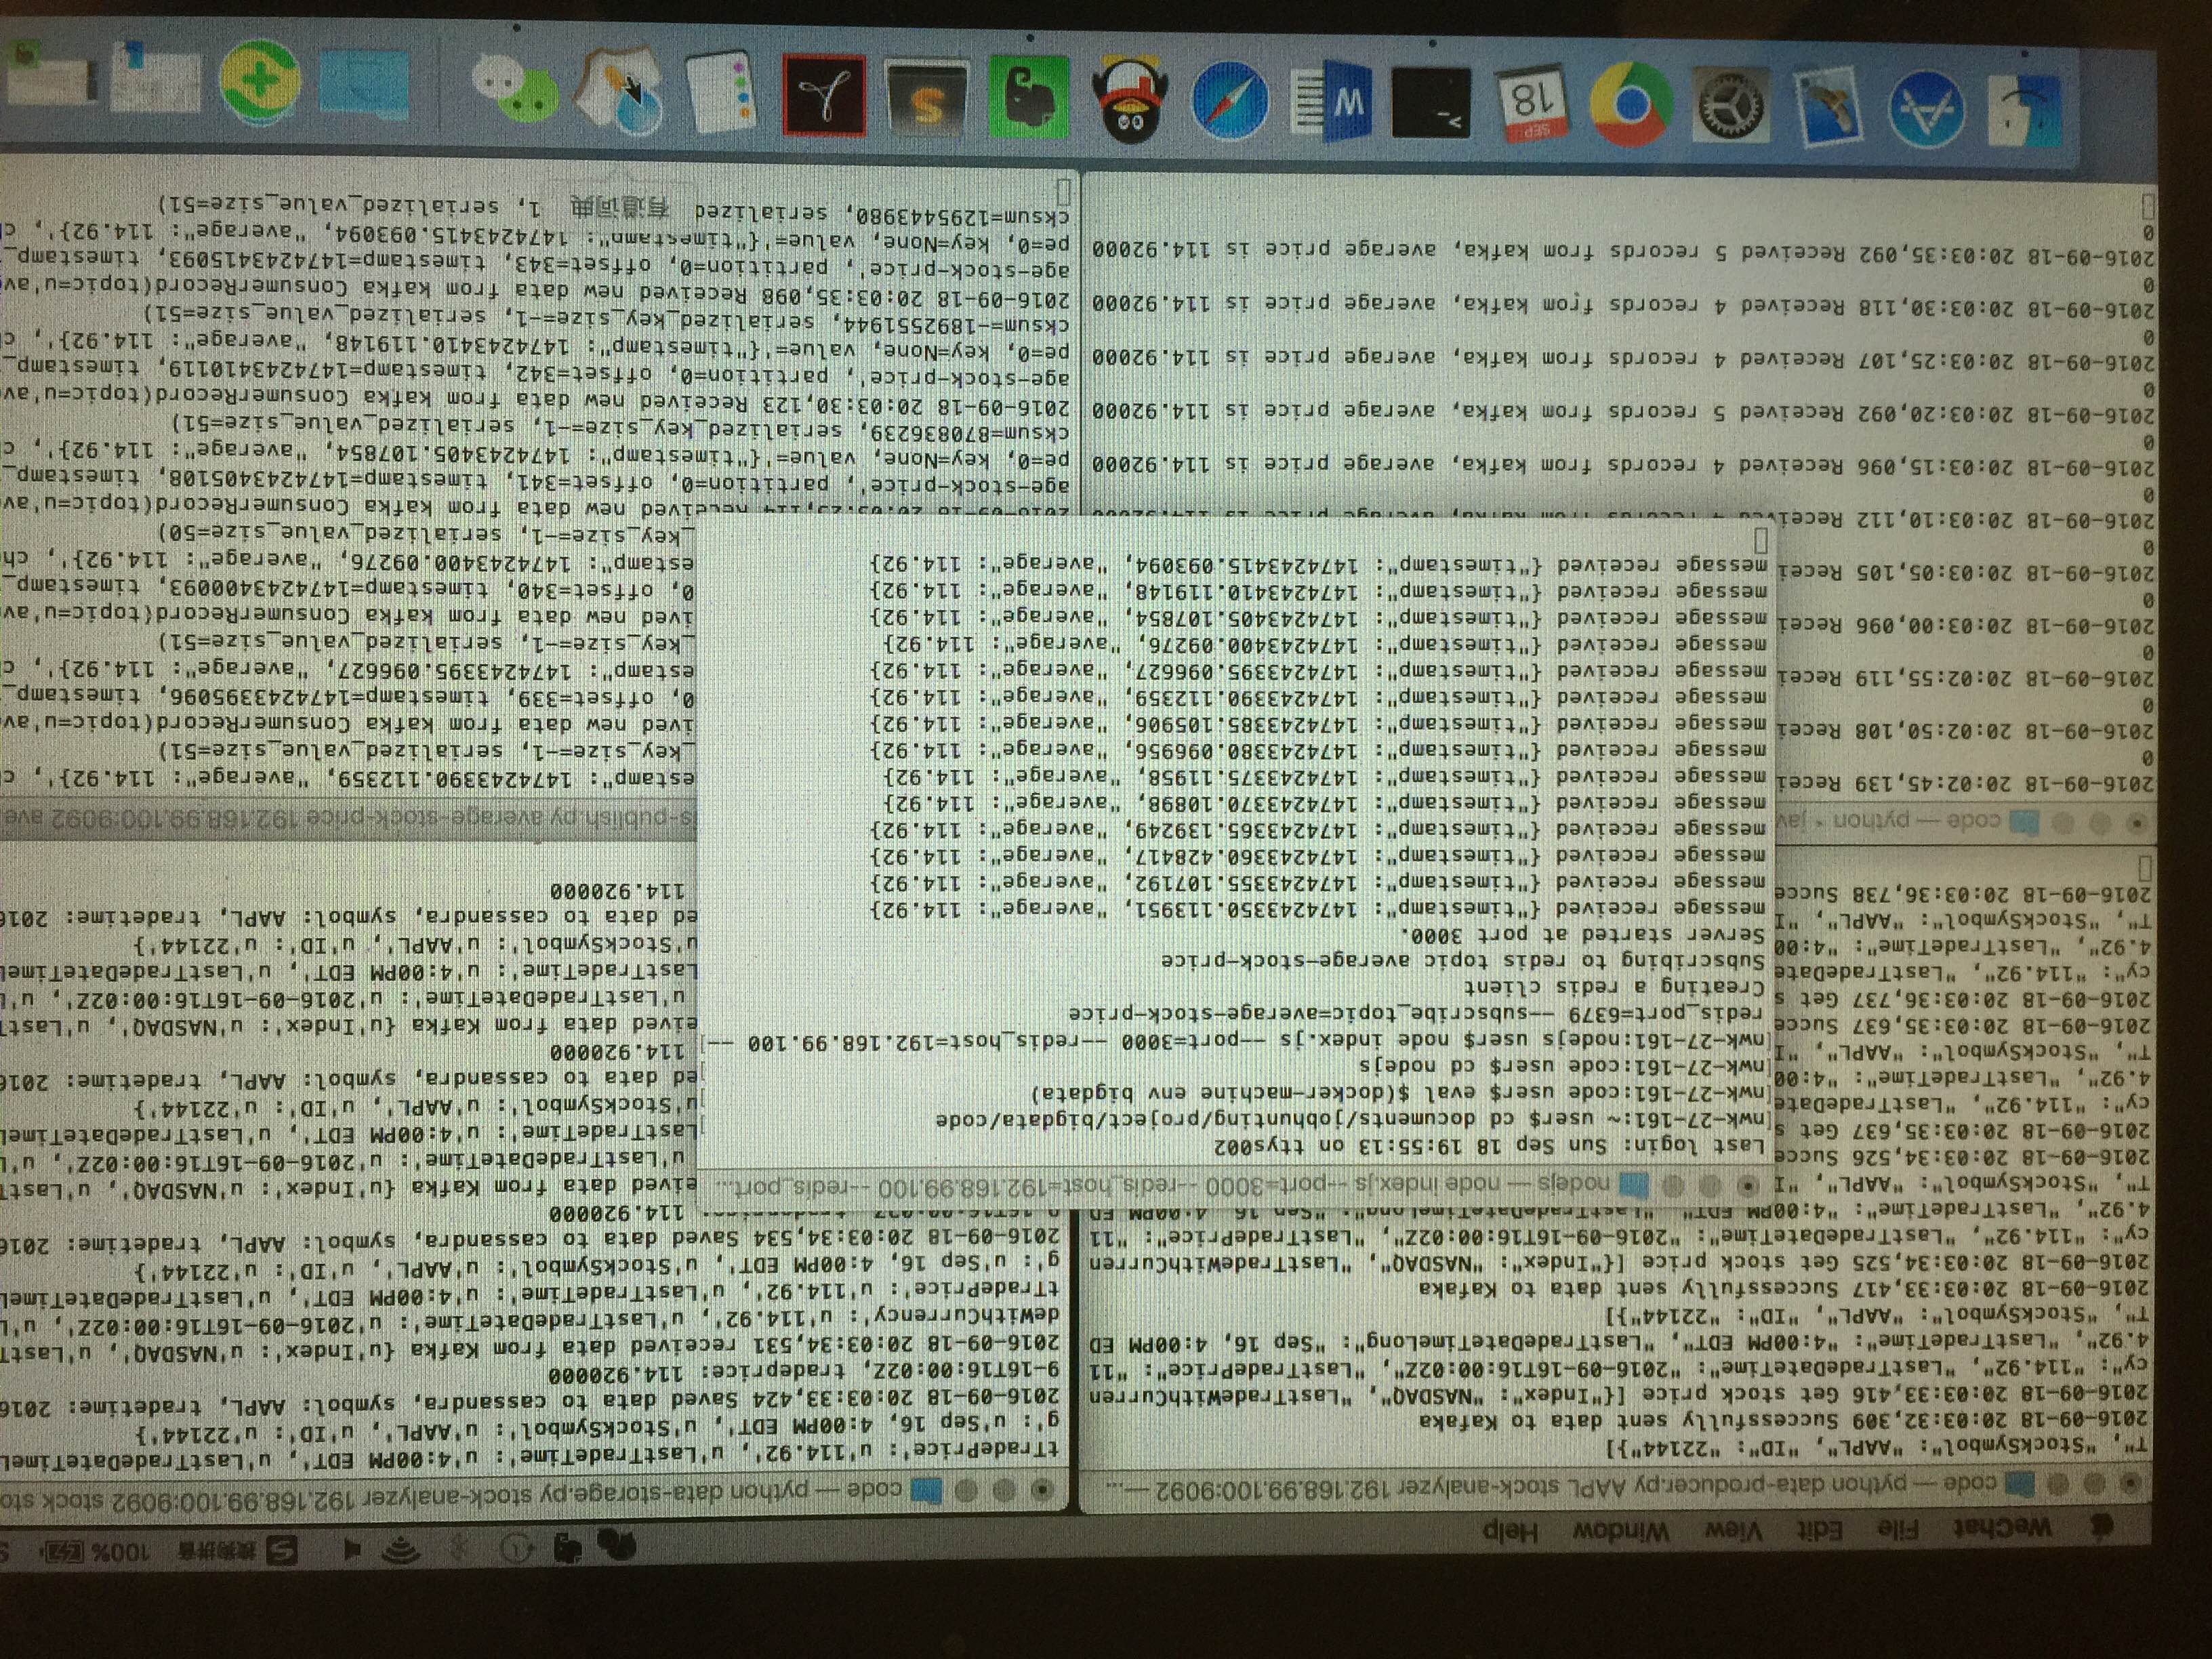 WeChat File Edit View Window Help
搜狗拼音 100%
code — python data-producer.py AAPL stock-analyzer 192.168.99.100:9092 —...
T", "StockSymbol": "AAPL", "ID": "22144"}]
2016-09-18 20:03:32,309 Successfully sent data to Kafaka
2016-09-18 20:03:33,416 Get stock price [{"Index": "NASDAQ", "LastTradeWithCurren
cy": "114.92", "LastTradeDateTime": "2016-09-16T16:00:02Z", "LastTradePrice": "11
4.92", "LastTradeTime": "4:00PM EDT", "LastTradeDateTimeLong": "Sep 16, 4:00PM ED
T", "StockSymbol": "AAPL", "ID": "22144"}]
2016-09-18 20:03:33,417 Successfully sent data to Kafaka
2016-09-18 20:03:34,525 Get stock price [{"Index": "NASDAQ", "LastTradeWithCurren
cy": "114.92", "LastTradeDateTime": "2016-09-16T16:00:02Z", "LastTradePrice": "11
4.92", "LastTradeTime": "4:00PM EDT", "LastTradeDateTimeLong": "Sep 16, 4:00PM ED
T", "StockSymbol": "AAPL", "I
2016-09-18 20:03:34,526 Succe
2016-09-18 20:03:35,637 Get s
cy": "114.92", "LastTradeDate
4.92", "LastTradeTime": "4:00
T", "StockSymbol": "AAPL", "I
2016-09-18 20:03:35,637 Succe
2016-09-18 20:03:36,737 Get s
cy": "114.92", "LastTradeDate
4.92", "LastTradeTime": "4:00
T", "StockSymbol": "AAPL", "I
2016-09-18 20:03:36,738 Succe
code — python data-storage.py stock-analyzer 192.168.99.100:9092 stock sto
tTradePrice': u'114.92', u'LastTradeTime': u'4:00PM EDT', u'LastTradeDateTimeL
g': u'Sep 16, 4:00PM EDT', u'StockSymbol': u'AAPL', u'ID': u'22144'}
2016-09-18 20:03:33,424 Saved data to cassandra, symbol: AAPL, tradetime: 2016
9-16T16:00:02Z, tradeprice: 114.920000
2016-09-18 20:03:34,531 received data from Kafka {u'Index': u'NASDAQ', u'LastT
deWithCurrency': u'114.92', u'LastTradeDateTime': u'2016-09-16T16:00:02Z', u'L
tTradePrice': u'114.92', u'LastTradeTime': u'4:00PM EDT', u'LastTradeDateTimeL
g': u'Sep 16, 4:00PM EDT', u'StockSymbol': u'AAPL', u'ID': u'22144'}
2016-09-18 20:03:34,534 Saved data to cassandra, symbol: AAPL, tradetime: 2016
114.920000
eived data from Kafka {u'Index': u'NASDAQ', u'LastT
u'LastTradeDateTime': u'2016-09-16T16:00:02Z', u'L
LastTradeTime': u'4:00PM EDT', u'LastTradeDateTimeL
u'StockSymbol': u'AAPL', u'ID': u'22144'}
ed data to cassandra, symbol: AAPL, tradetime: 2016
114.920000
eived data from Kafka {u'Index': u'NASDAQ', u'LastT
u'LastTradeDateTime': u'2016-09-16T16:00:02Z', u'L
LastTradeTime': u'4:00PM EDT', u'LastTradeDateTimeL
u'StockSymbol': u'AAPL', u'ID': u'22144'}
ed data to cassandra, symbol: AAPL, tradetime: 2016
114.920000
nodejs — node index.js --port=3000 --redis_host=192.168.99.100 --redis_port...
Last login: Sun Sep 18 19:55:13 on ttys002
[nwk-27-161:~ user$ cd documents/jobhunting/project/bigdata/code ]
[nwk-27-161:code user$ eval $(docker-machine env bigdata) ]
[nwk-27-161:code user$ cd nodejs ]
[nwk-27-161:nodejs user$ node index.js --port=3000 --redis_host=192.168.99.100 --]
redis_port=6379 --subscribe_topic=average-stock-price
Creating a redis client
Subscribing to redis topic average-stock-price
Server started at port 3000.
message received {"timestamp": 1474243350.113951, "average": 114.92}
message received {"timestamp": 1474243355.107192, "average": 114.92}
message received {"timestamp": 1474243360.428417, "average": 114.92}
message received {"timestamp": 1474243365.139249, "average": 114.92}
message received {"timestamp": 1474243370.10898, "average": 114.92}
message received {"timestamp": 1474243375.11958, "average": 114.92}
message received {"timestamp": 1474243380.096956, "average": 114.92}
message received {"timestamp": 1474243385.105906, "average": 114.92}
message received {"timestamp": 1474243390.112359, "average": 114.92}
message received {"timestamp": 1474243395.096627, "average": 114.92}
message received {"timestamp": 1474243400.09276, "average": 114.92}
message received {"timestamp": 1474243405.107854, "average": 114.92}
message received {"timestamp": 1474243410.119148, "average": 114.92}
message received {"timestamp": 1474243415.093094, "average": 114.92}
code — python • jav
2016-09-18 20:02:45,139 Recei
0
2016-09-18 20:02:50,108 Recei
0
2016-09-18 20:02:55,119 Recei
0
2016-09-18 20:03:00,096 Recei
0
2016-09-18 20:03:05,105 Recei
0
2016-09-18 20:03:10,112 Received 4 records from kafka, average price is 114.92000
0
2016-09-18 20:03:15,096 Received 4 records from kafka, average price is 114.92000
0
2016-09-18 20:03:20,092 Received 5 records from kafka, average price is 114.92000
0
2016-09-18 20:03:25,107 Received 4 records from kafka, average price is 114.92000
0
2016-09-18 20:03:30,118 Received 4 records from kafka, average price is 114.92000
0
2016-09-18 20:03:35,092 Received 5 records from kafka, average price is 114.92000
0
s-publish.py average-stock-price 192.168.99.100:9092 ave
estamp": 1474243390.112359, "average": 114.92}', c
_key_size=-1, serialized_value_size=51)
ived new data from kafka ConsumerRecord(topic=u'av
0, offset=339, timestamp=1474243395096, timestamp_
estamp": 1474243395.096627, "average": 114.92}', c
_key_size=-1, serialized_value_size=51)
ived new data from kafka ConsumerRecord(topic=u'av
0, offset=340, timestamp=1474243400093, timestamp_
estamp": 1474243400.09276, "average": 114.92}', ch
_key_size=-1, serialized_value_size=50)
2016-09-18 20:03:25,114 Received new data from kafka ConsumerRecord(topic=u'av
age-stock-price', partition=0, offset=341, timestamp=1474243405108, timestamp_
pe=0, key=None, value='{"timestamp": 1474243405.107854, "average": 114.92}', c
cksum=870836239, serialized_key_size=-1, serialized_value_size=51)
2016-09-18 20:03:30,123 Received new data from kafka ConsumerRecord(topic=u'av
age-stock-price', partition=0, offset=342, timestamp=1474243410119, timestamp_
pe=0, key=None, value='{"timestamp": 1474243410.119148, "average": 114.92}', c
cksum=-1892551944, serialized_key_size=-1, serialized_value_size=51)
2016-09-18 20:03:35,098 Received new data from kafka ConsumerRecord(topic=u'av
age-stock-price', partition=0, offset=343, timestamp=1474243415093, timestamp_
pe=0, key=None, value='{"timestamp": 1474243415.093094, "average": 114.92}', c
cksum=1295443980, serialized 1, serialized_value_size=51)
有道词典
SEP
18